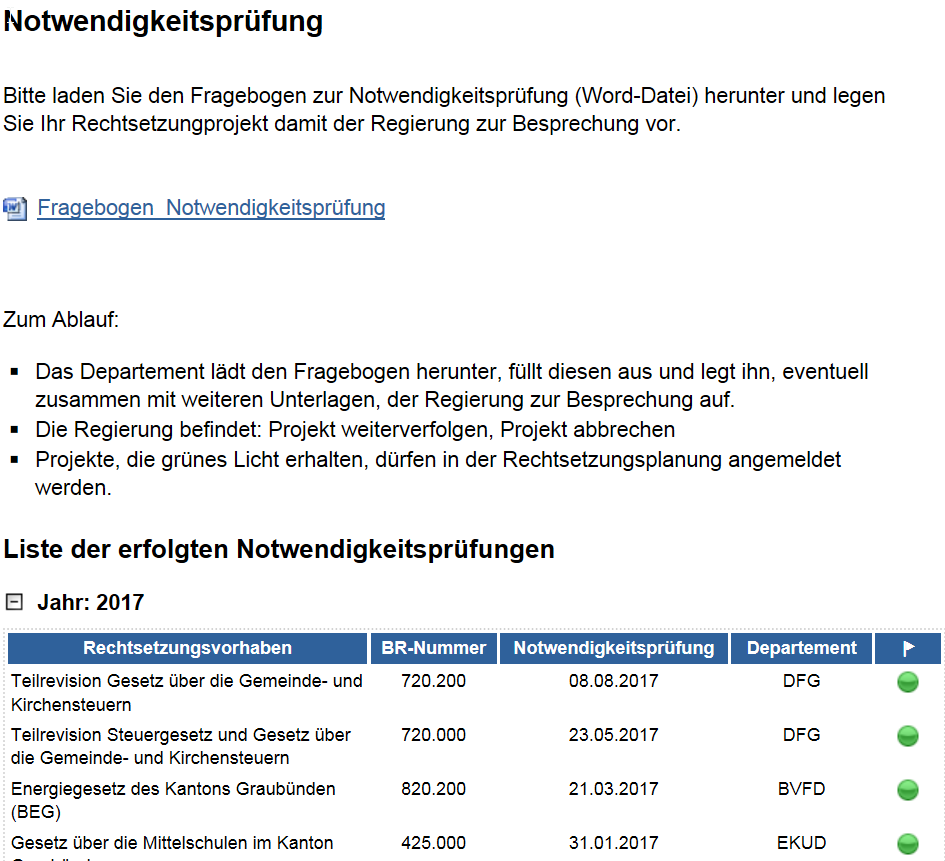 Notwendigkeitsprüfung
Bitte laden Sie den Fragebogen zur Notwendigkeitsprüfung (Word-Datei) herunter und legen
Sie Ihr Rechtsetzungprojekt damit der Regierung zur Besprechung vor.
Fragebogen Notwendigkeitsprüfung
Zum Ablauf:
Das Departement lädt den Fragebogen herunter, füllt diesen aus und legt ihn, eventuell
zusammen mit weiteren Unterlagen, der Regierung zur Besprechung auf.
Die Regierung befindet: Projekt weiterverfolgen, Projekt abbrechen
Projekte, die grünes Licht erhalten, dürfen in der Rechtsetzungsplanung angemeldet
werden.
Liste der erfolgten Notwendigkeitsprüfungen
Jahr: 2017
Rechtsetzungsvorhaben BR-Nummer Notwendigkeitsprüfung Departement
Teilrevision Gesetz über die Gemeinde- und 720.200 08.08.2017 DFG
Kirchensteuern
Teilrevision Steuergesetz und Gesetz über 720.000 23.05.2017 DFG
die Gemeinde- und Kirchensteuern
Energiegesetz des Kantons Graubünden 820.200 21.03.2017 BVFD
(BEG)
Gesetz über die Mittelschulen im Kanton 425.000 31.01.2017 EKUD